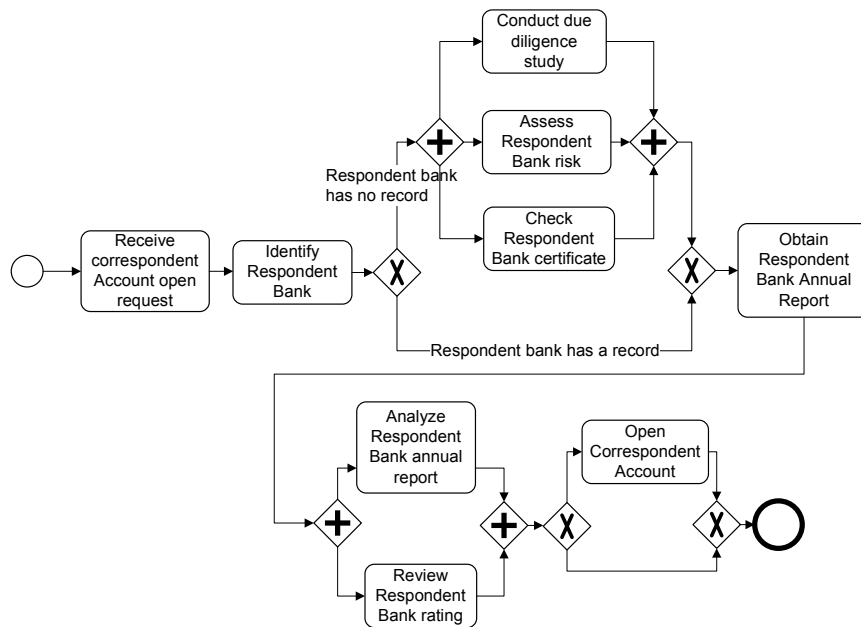 Conduct due
diligence
study
Assess
Respondent
Bank risk
Respondent bank
has no record
Check
Respondent
Bank certificate
Receive
correspondent
Account open
request
Identify
Respondent
Bank
Obtain
Respondent
Bank Annual
Report
Respondent bank has a record
Analyze
Respondent
Bank annual
report
Open
Correspondent
Account
Review
Respondent
Bank rating